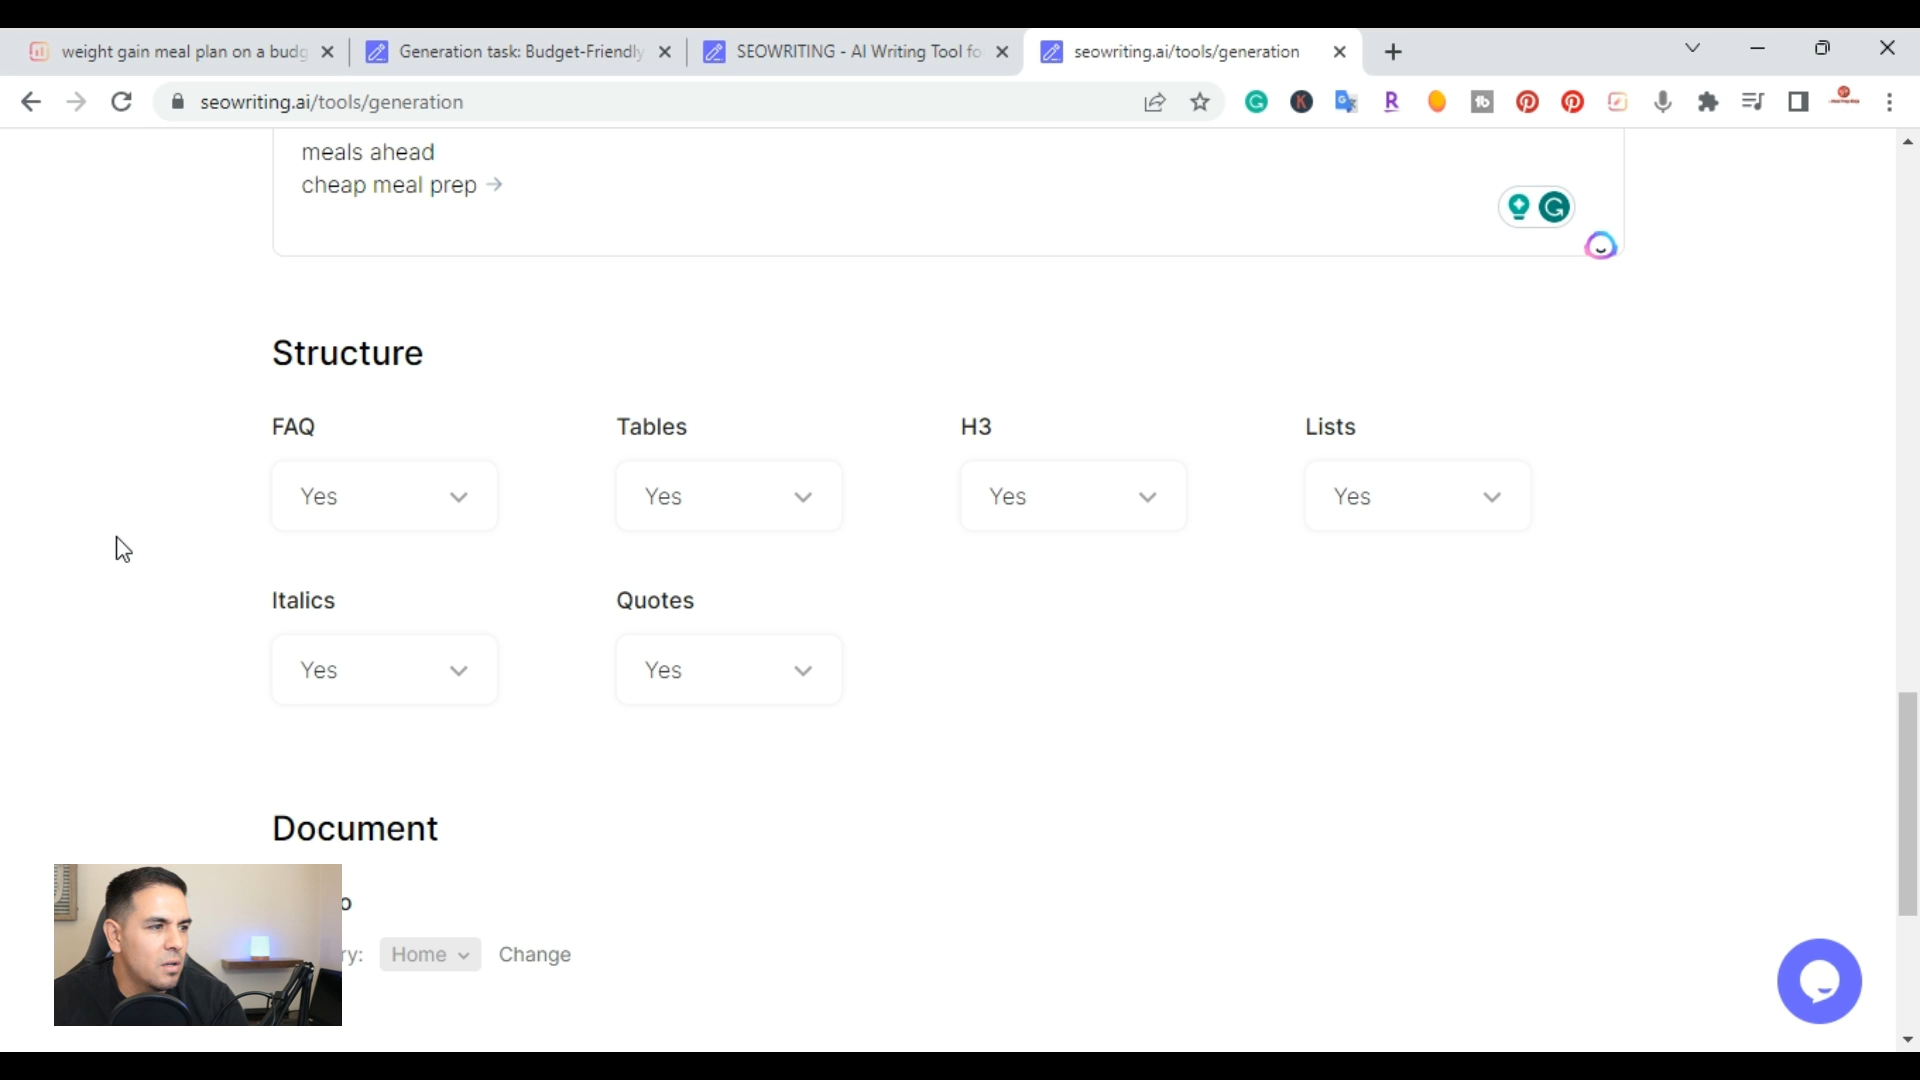 weight gain meal plan on a budg
Generation task: Budget-Friendly
SEOWRITING - AI Writing Tool fo
seowriting.ai/tools/generation
seowriting.ai/tools/generation
meals ahead
cheap meal prep →
Structure
FAQ Tables H3 Lists
Yes Yes Yes Yes
Italics Quotes
Yes Yes
Document
o
ry: Home Change